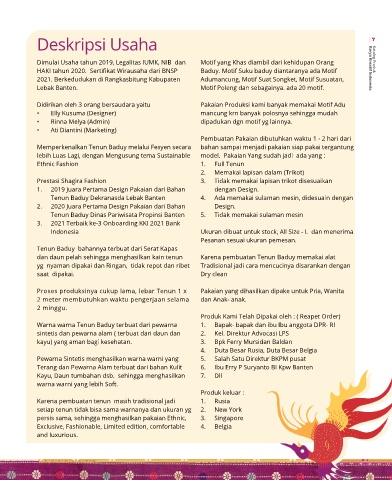 Deskripsi Usaha
Dimulai Usaha tahun 2019, Legalitas IUMK, NIB dan
HAKI tahun 2020. Sertifikat Wirausaha dari BNSP
2021. Berkedudukan di Rangkasbitung Kabupaten
Lebak Banten.
Didirikan oleh 3 orang bersaudara yaitu
• Elly Kusuma (Designer)
• Rinna Melya (Admin)
• Ati Diantini (Marketing)
Memperkenalkan Tenun Baduy melalui Fesyen secara
lebih Luas Lagi, dengan Mengusung tema Sustainable
Ethnic Fashion
Prestasi Shagira Fashion
1. 2019 Juara Pertama Design Pakaian dari Bahan
Tenun Baduy Dekranasda Lebak Banten
2. 2020 Juara Pertama Design Pakaian dari Bahan
Tenun Baduy Dinas Pariwisata Propinsi Banten
3. 2021 Terbaik ke-3 Onboarding KKI 2021 Bank
Indonesia
Tenun Baduy bahannya terbuat dari Serat Kapas
dan daun pelah sehingga menghasilkan kain tenun
yg nyaman dipakai dan Ringan, tidak repot dan ribet
saat dipakai.
Proses produksinya cukup lama, lebar Tenun 1 x
2 meter membutuhkan waktu pengerjaan selama
2 minggu.
Warna warna Tenun Baduy terbuat dari pewarna
sintetis dan pewarna alam ( terbuat dari daun dan
kayu) yang aman bagi kesehatan.
Pewarna Sintetis menghasilkan warna warni yang
Terang dan Pewarna Alam terbuat dari bahan Kulit
Kayu, Daun tumbahan dsb, sehingga menghasilkan
warna warni yang lebih Soft.
Karena pembuatan tenun masih tradisional jadi
setiap tenun tidak bisa sama warnanya dan ukuran yg
persis sama, sehingga menghasilkan pakaian Ethnic,
Exclusive, Fashionable, Limited edition, comfortable
and luxurious.
Motif yang Khas diambil dari kehidupan Orang
Baduy. Motif Suku baduy diantaranya ada Motif
Adumancung, Motif Suat Songket, Motif Susuatan,
Motif Poleng dan sebagainya. ada 20 motif.
Pakaian Produksi kami banyak memakai Motif Adu
mancung krn banyak polosnya sehingga mudah
dipadukan dgn motif yg lainnya.
Pembuatan Pakaian dibutuhkan waktu 1 - 2 hari dari
bahan sampai menjadi pakaian siap pakai tergantung
model. Pakaian Yang sudah jadi ada yang :
1. Full Tenun
2. Memakai lapisan dalam (Trikot)
3. Tidak memakai lapisan trikot disesuaikan
dengan Design.
4. Ada memakai sulaman mesin, didesuain dengan
Design.
5. Tidak memakai sulaman mesin
Ukuran dibuat untuk stock, All Size - L dan menerima
Pesanan sesuai ukuran pemesan.
Karena pembuatan Tenun Baduy memakai alat
Tradisional jadi cara mencucinya disarankan dengan
Dry clean
Pakaian yang dihasilkan dipake untuk Pria, Wanita
dan Anak- anak.
Produk Kami Telah Dipakai oleh : ( Reapet Order)
1. Bapak- bapak dan Ibu Ibu anggota DPR- RI
2. Kel. Direktur Advocasi LPS
3. Bpk Ferry Mursidan Baldan
4. Duta Besar Rusia, Duta Besar Belgia
5. Salah Satu Direktur BKPM pusat
6. Ibu Erry P Suryanto BI Kpw Banten
7. Dll
Produk keluar :
1. Rusia
2. New York
3. Singapore
4. Belgia
7
Katalog Produk
Karya Kreatif Indonesia